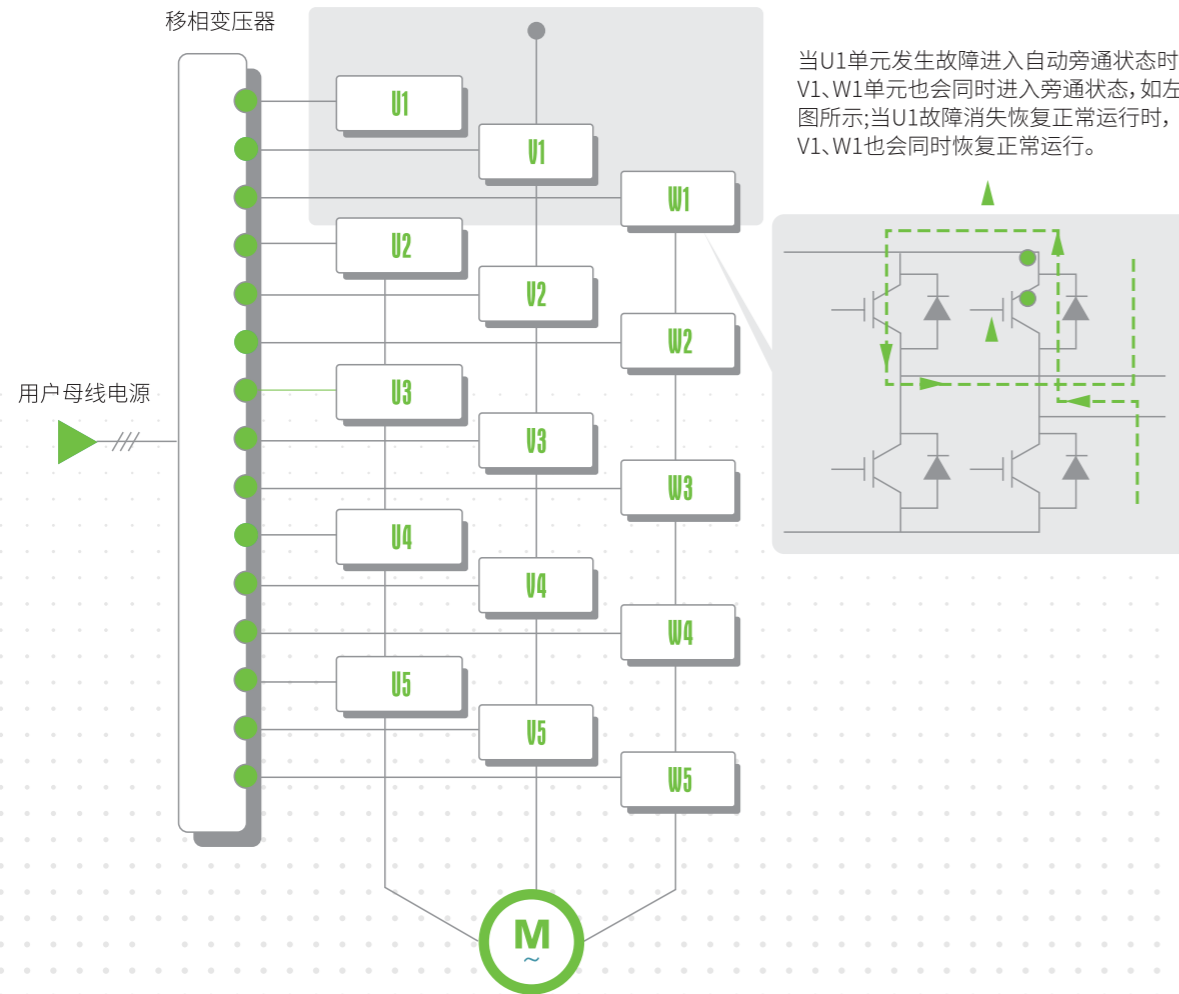 移相变压器
当U1单元发生故障进入自动旁通状态时
V1、W1单元也会同时进入旁通状态，如左
图所示;当U1故障消失恢复正常运行时，
V1、W1也会同时恢复正常运行。
U1
V1
W1
U2
V2
W2
用户母线电源
U3
V3
W3
U4
V4
W4
U5
V5
W5
M
~